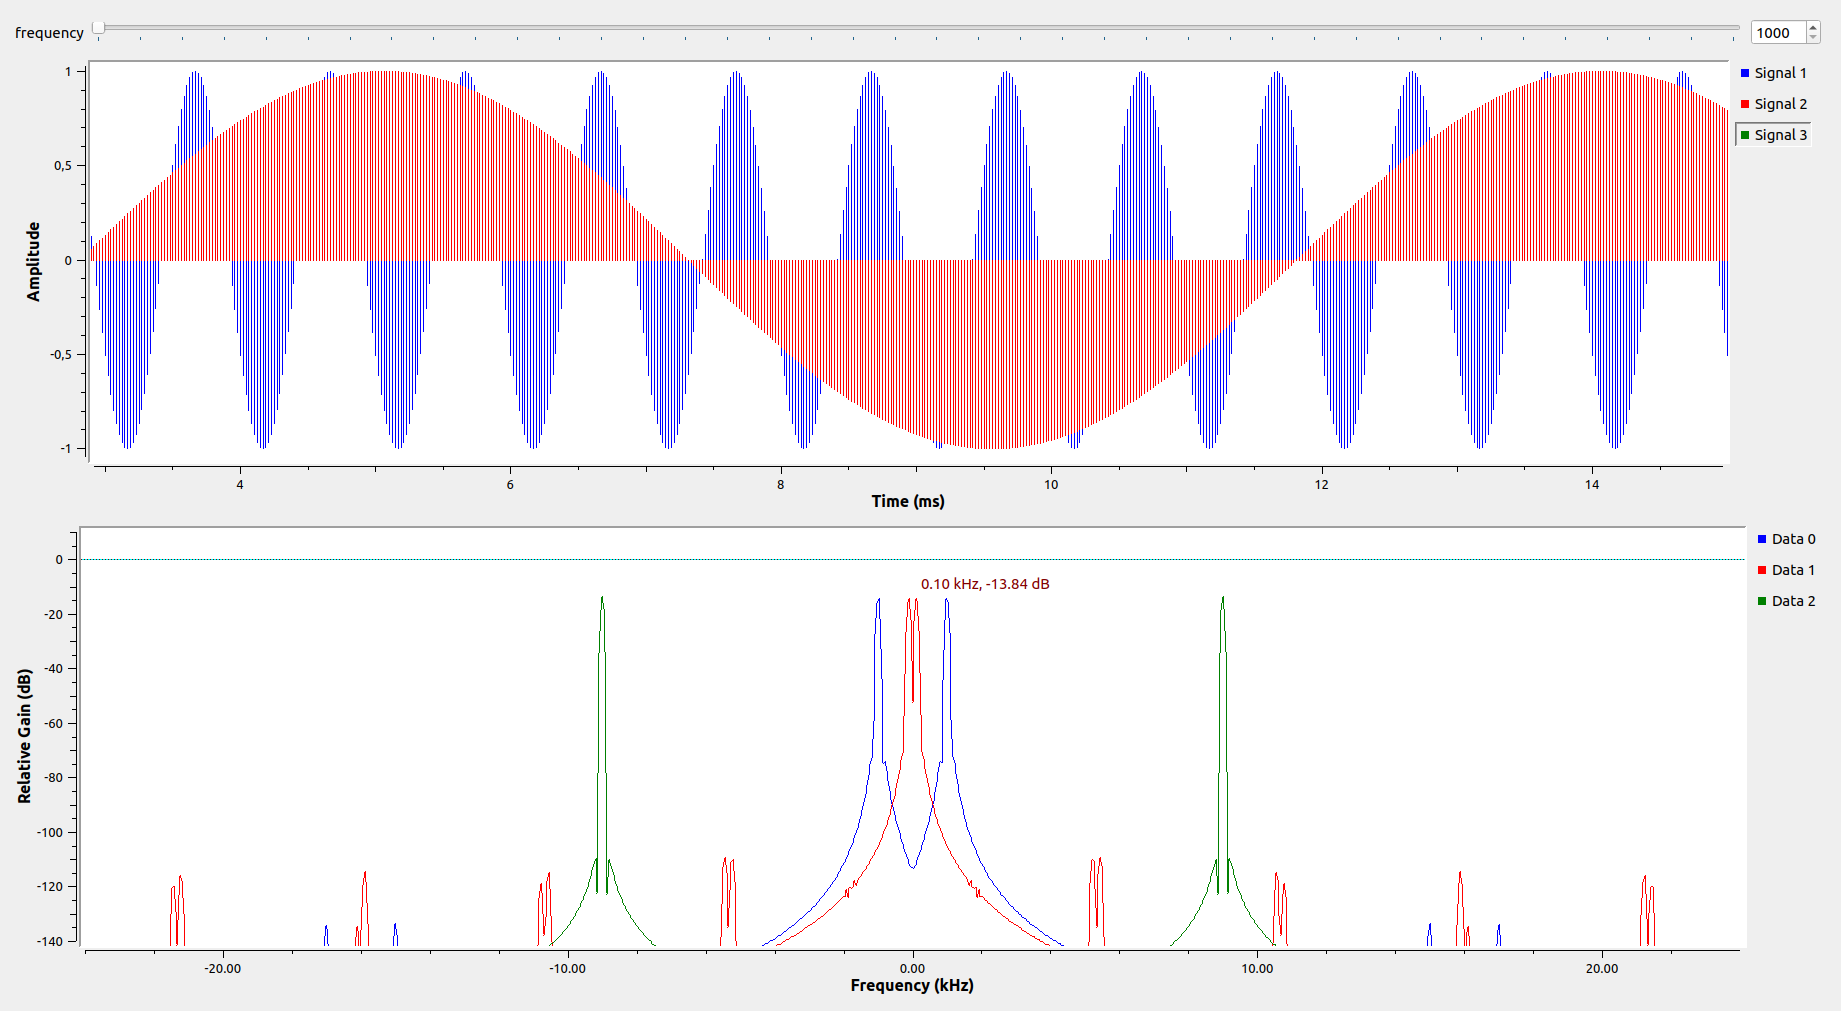 frequency
1000
Signal 1
Signal 2
Signal 3
1
0,5
0
-0,5
-1
Amplitude
4 6 8 10 12 14
Time (ms)
0.10 kHz, -13.84 dB
Data 0
Data 1
Data 2
0
-20
-40
-60
-80
-100
-120
-140
Relative Gain (dB)
-20.00 -10.00 0.00 10.00 20.00
Frequency (kHz)